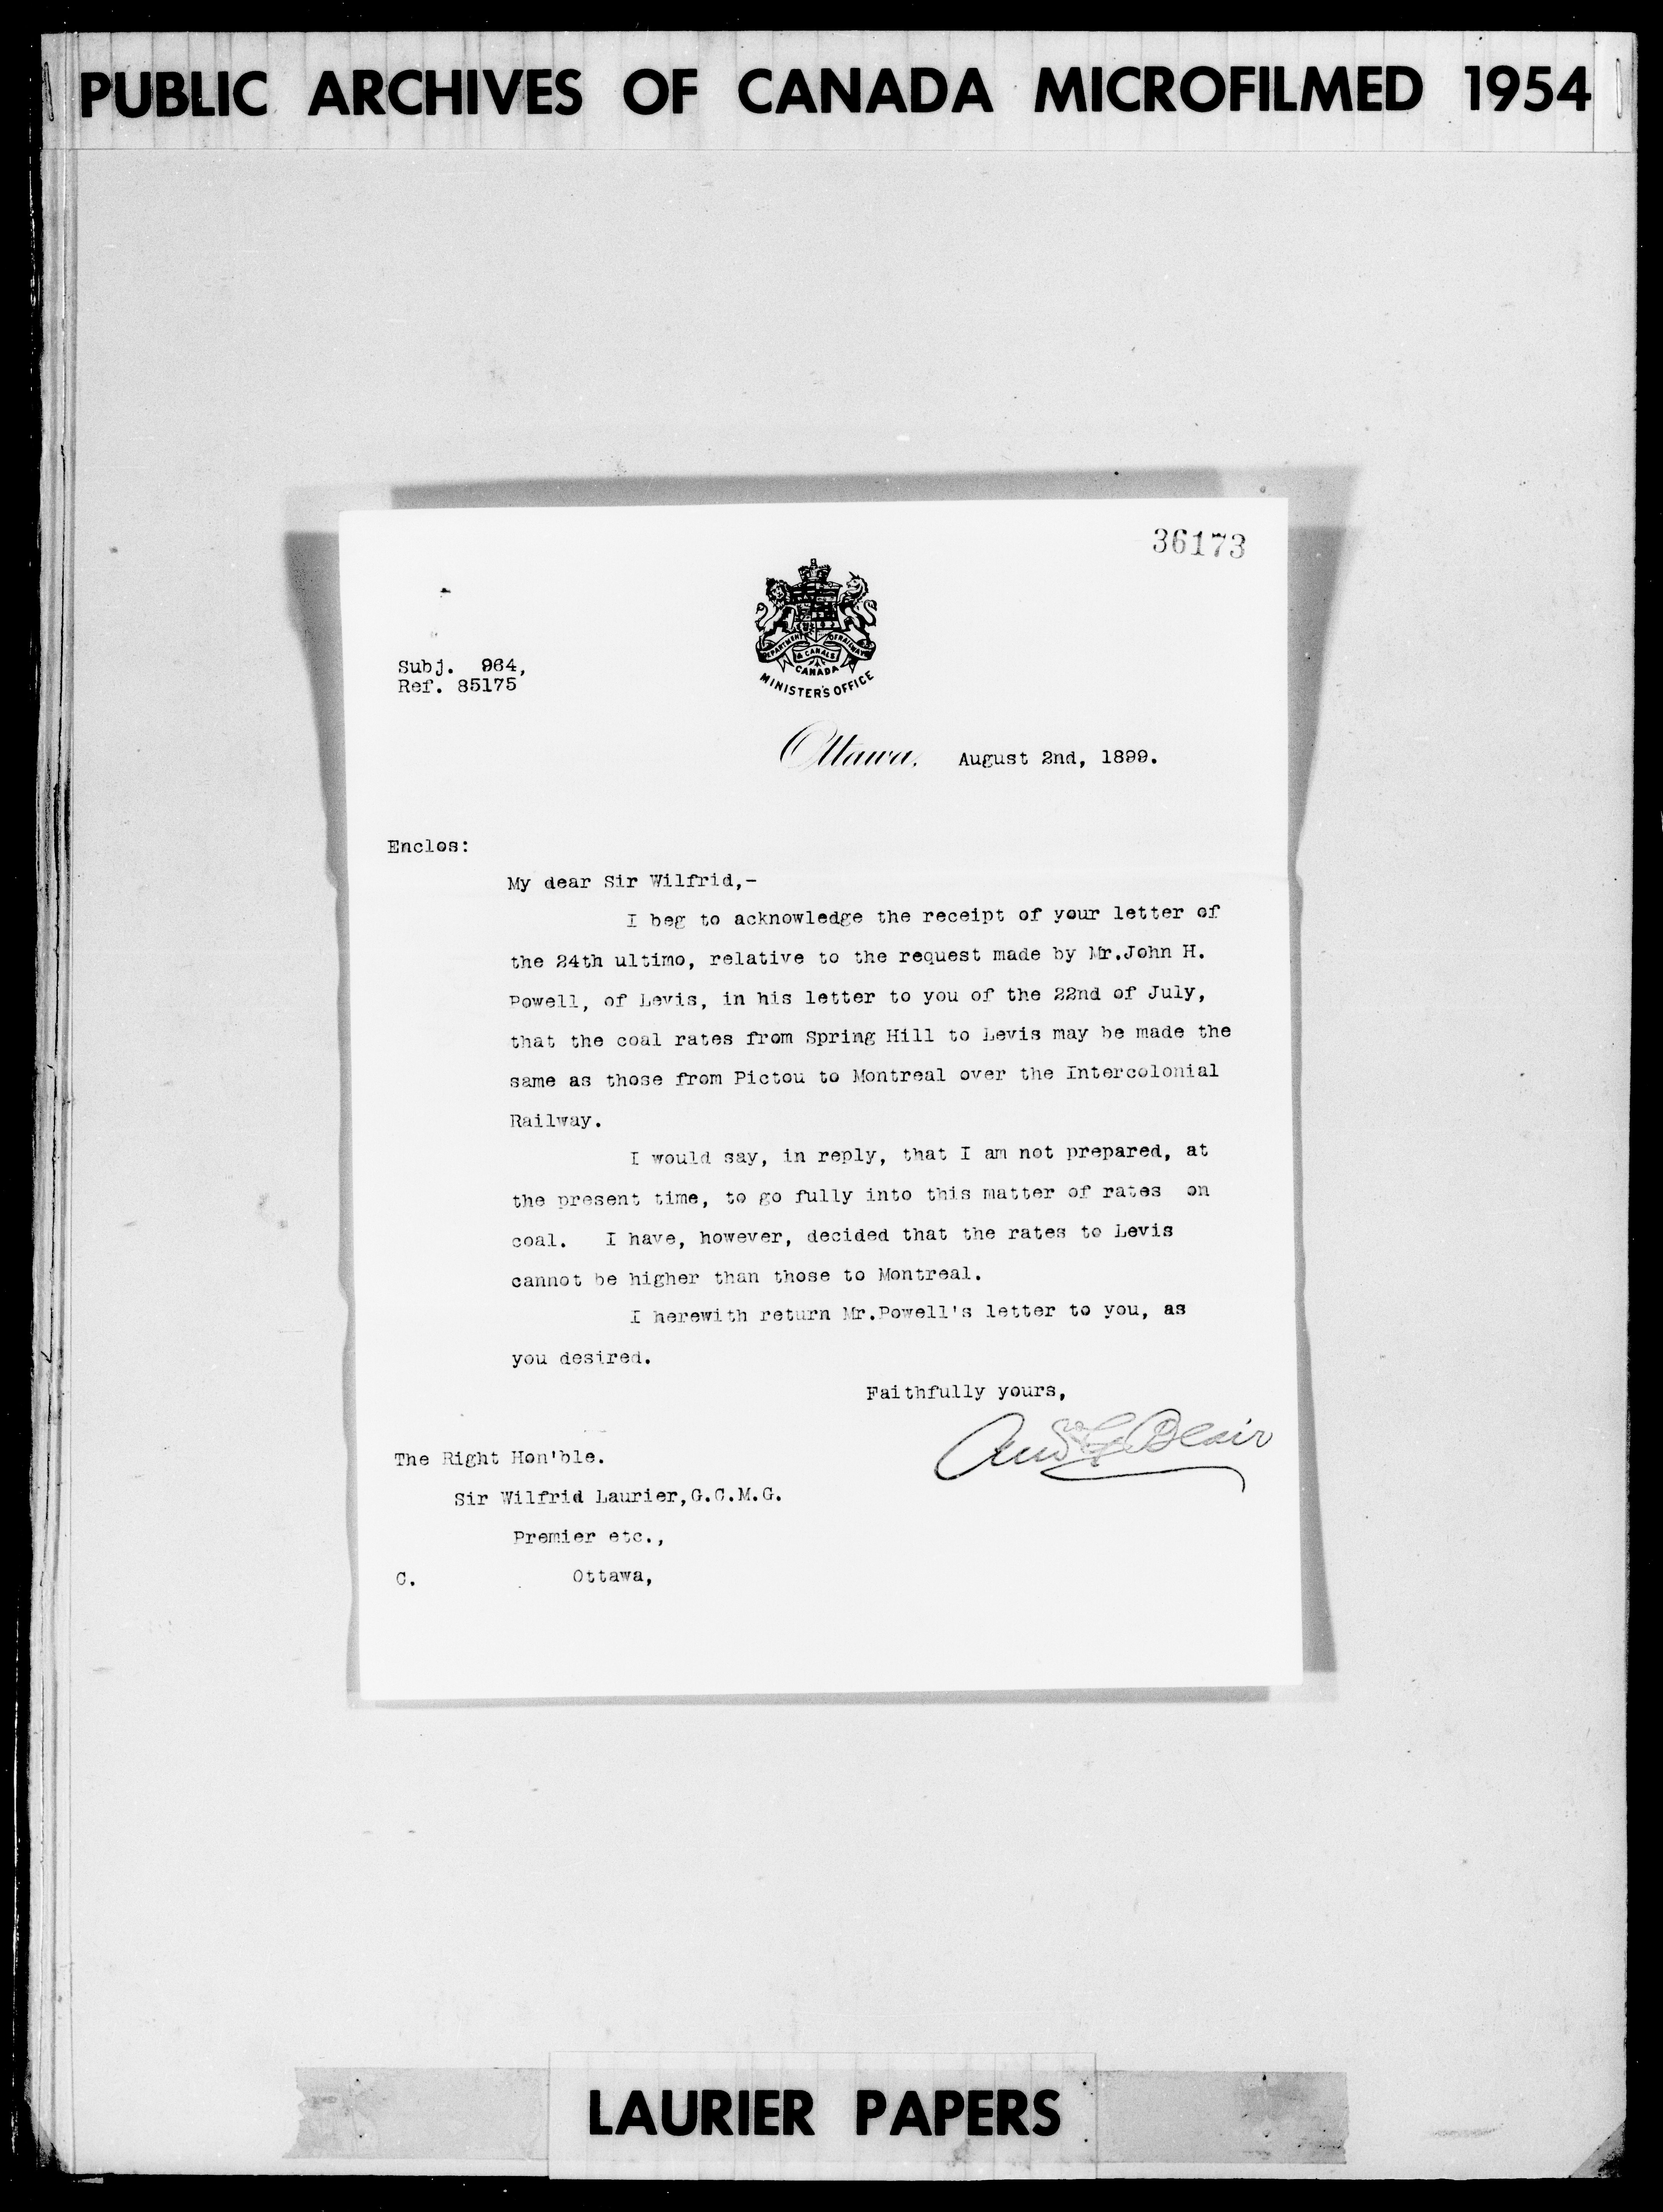 PUBLIC ARCHIVES OF CANADA MICROFILMED 1954
36173
DEPARTMENT OF RAILWAYS
& CANALS
CANADA
MINISTER'S OFFICE
Subj. 964,
Ref. 85175
Ottawa, August 2nd, 1899.
Enclos:
My dear Sir Wilfrid,-
I beg to acknowledge the receipt of your letter of
the 24th ultimo, relative to the request made by Mr.John H.
Powell, of Levis, in his letter to you of the 22nd of July,
that the coal rates from Spring Hill to Levis may be made the
same as those from Pictou to Montreal over the Intercolonial
Railway.
I would say, in reply, that I am not prepared, at
the present time, to go fully into this matter of rates on
coal. I have, however, decided that the rates to Levis
cannot be higher than those to Montreal.
I herewith return Mr.Powell's letter to you, as
you desired.
Faithfully yours,
Andw G Blair
The Right Hon'ble.
Sir Wilfrid Laurier,G.C.M.G.
Premier etc.,
C. Ottawa,
LAURIER PAPERS